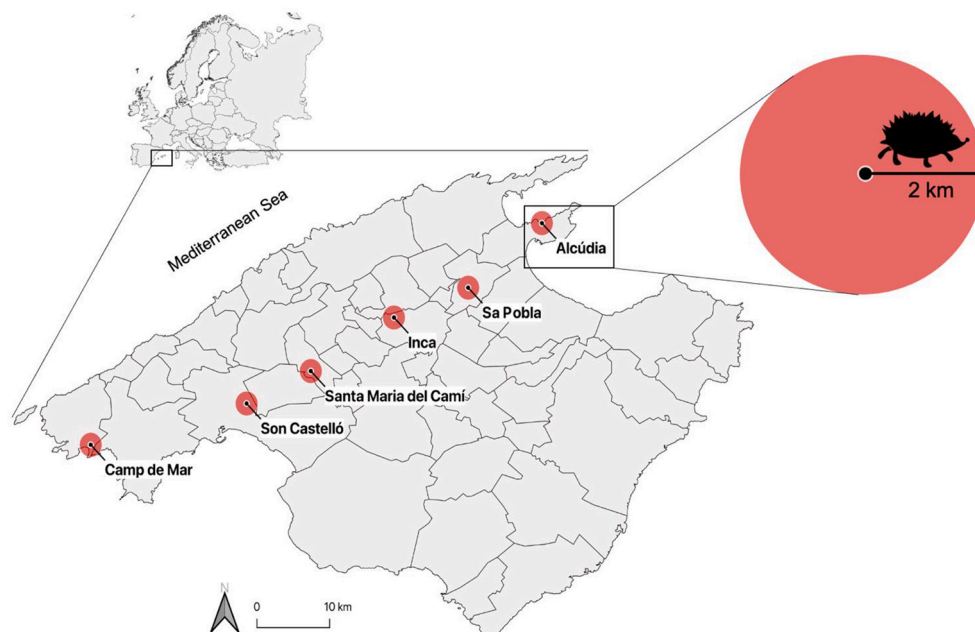 Mediterranean Sea
2 km
Alcúdia
Sa Pobla
Inca
Santa Maria del Camí
Son Castelló
Camp de Mar
N
0 10 km